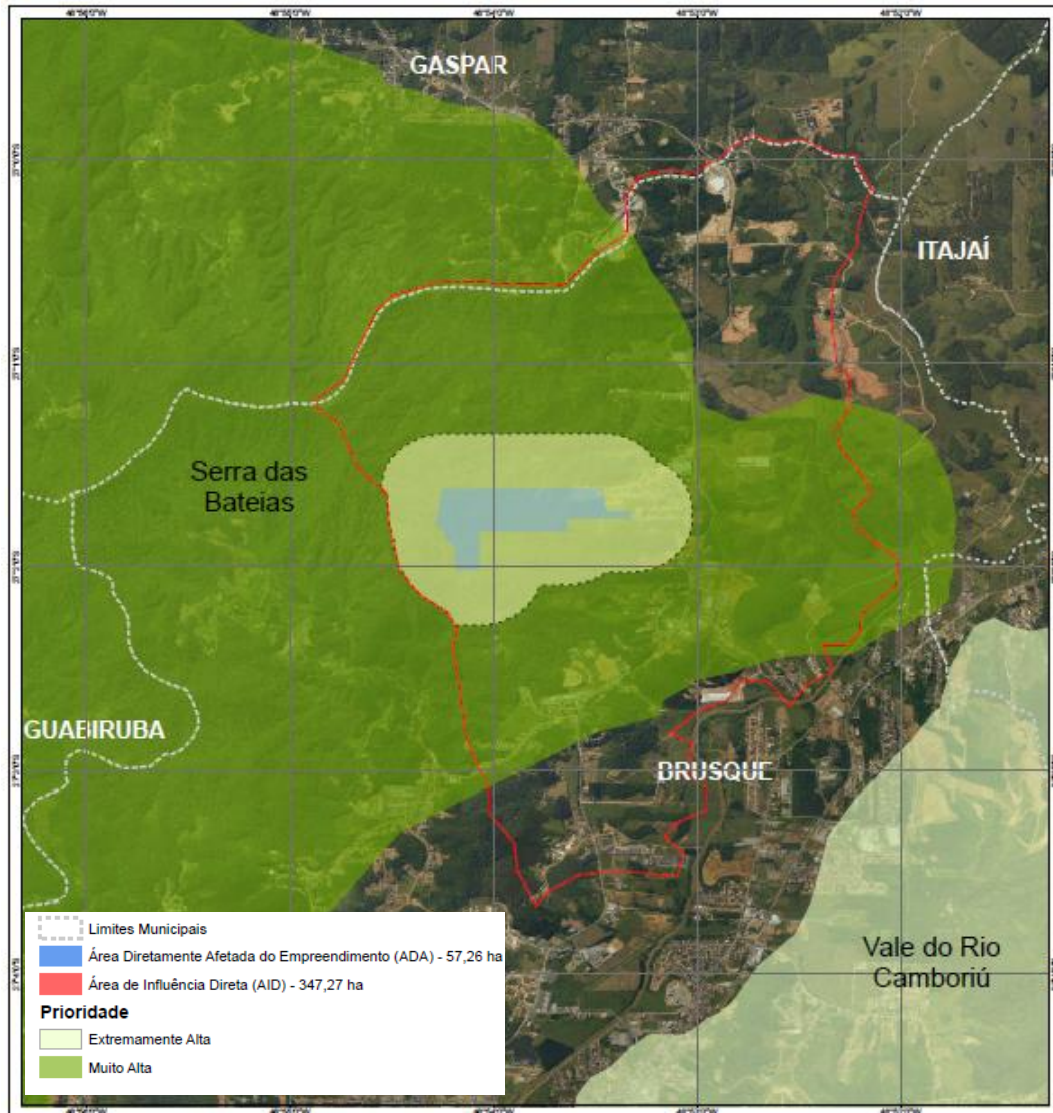 GASPAR
ITAJAÍ
Serra das
Bateias
GUABIRUBA
BRUSQUE
Vale do Rio
Camboriú
Limites Municipais
Área Diretamente Afetada do Empreendimento (ADA) - 57,26 ha
Área de Influência Direta (AID) - 347,27 ha
Prioridade
Extremamente Alta
Muito Alta